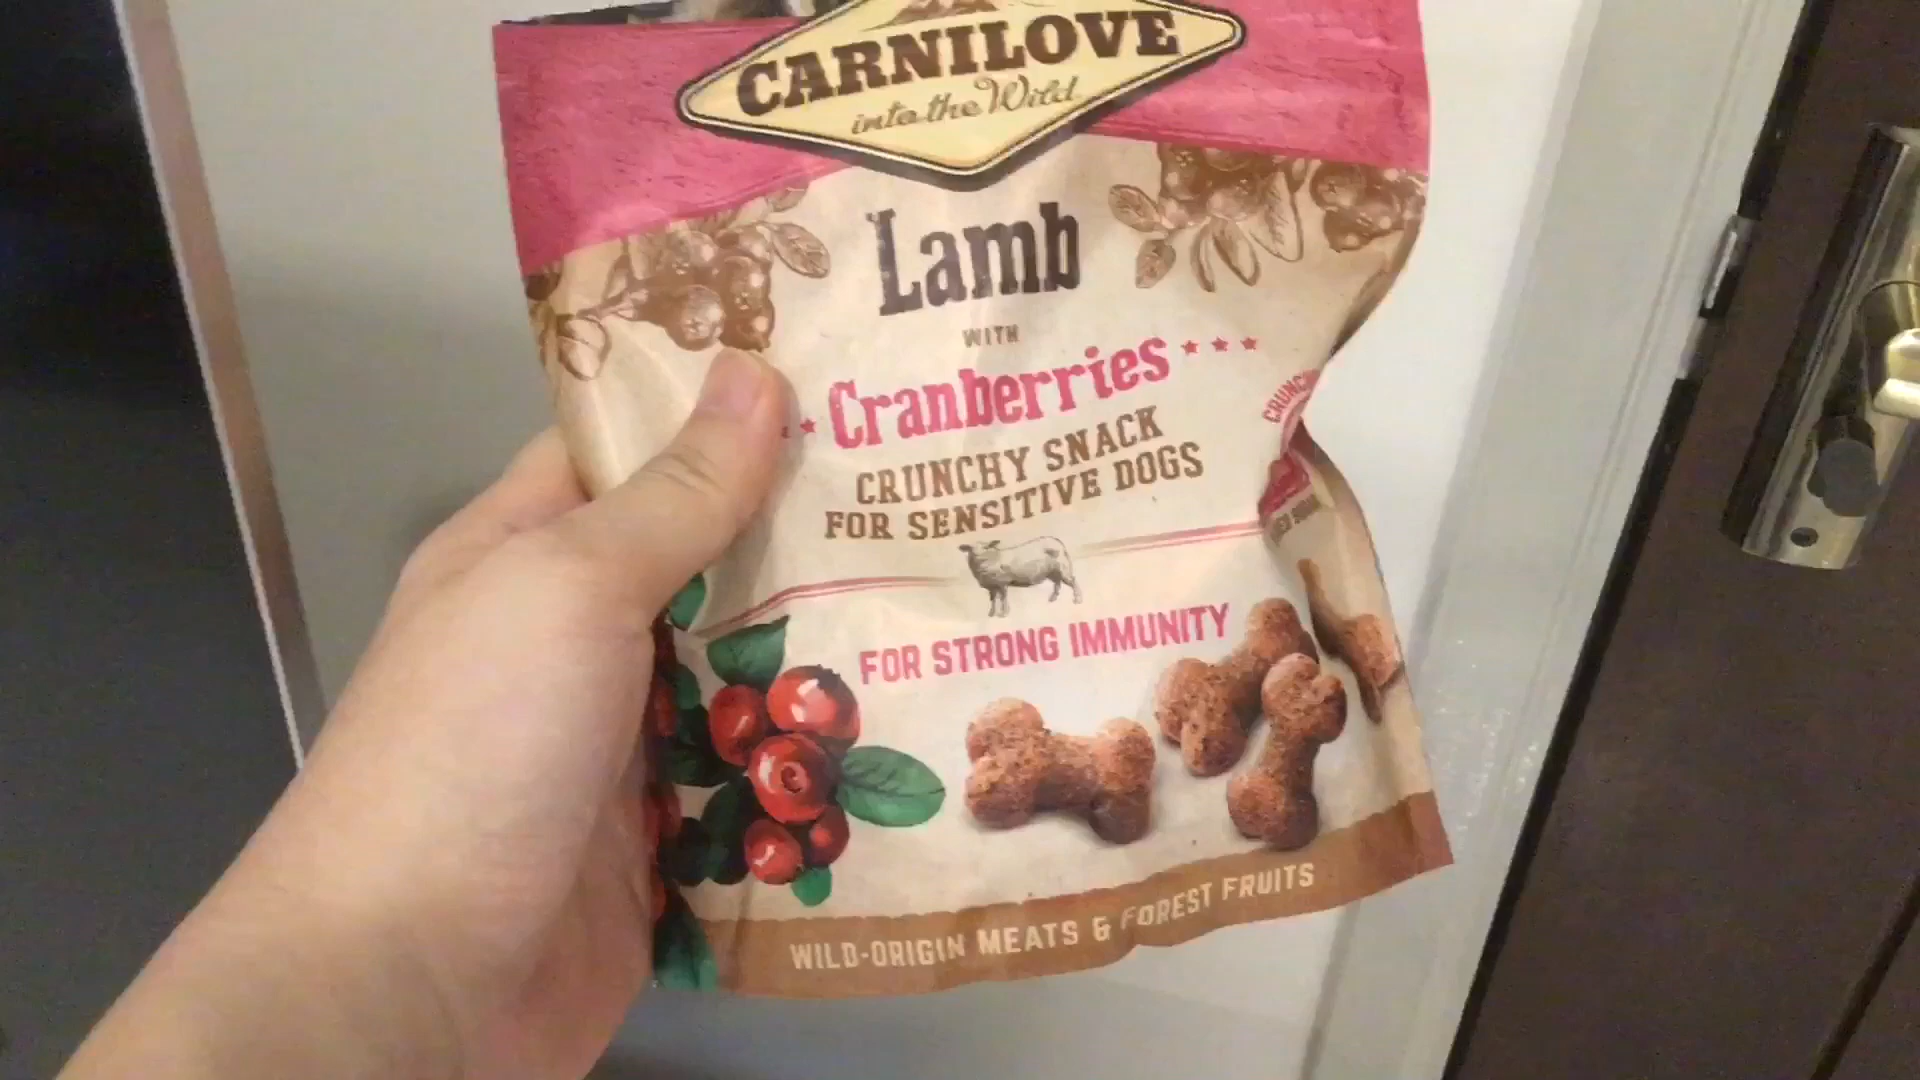 CARNILOVE
into the Wild
Lamb
WITH
Cranberries
CRUNCHY SNACK
FOR SENSITIVE DOGS
FOR STRONG IMMUNITY
WILD-ORIGIN MEATS & FOREST FRUITS